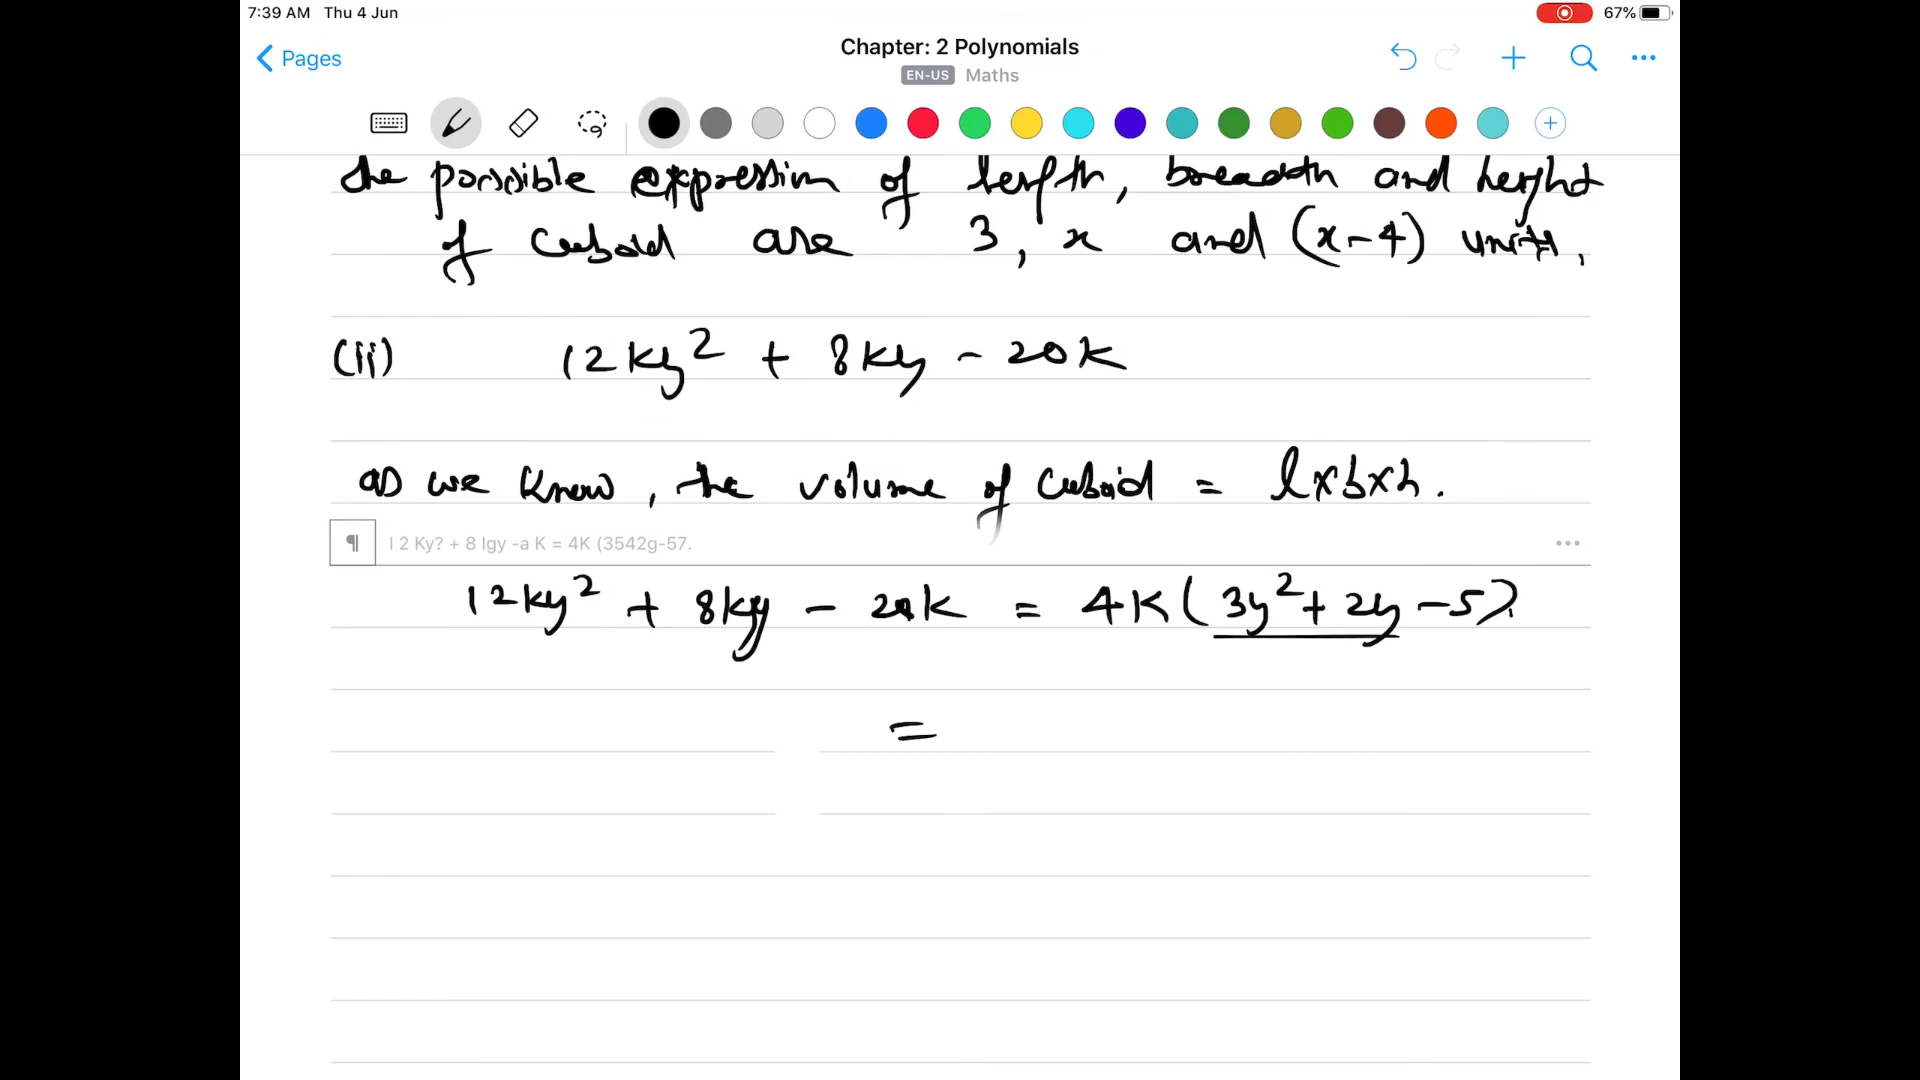 7:39 AM Thu 4 Jun 67%
Pages Chapter: 2 Polynomials
EN-US Maths
the possible expression of length, breadth and height
of cuboid are 3, x and (x-4) units.
(ii) 12ky² + 8ky - 20k
as we know, the volume of cuboid = l×b×h.
¶ I 2 Ky? + 8 Igy -a K = 4K (3542g-57.
12ky² + 8ky - 20k = 4K(3y²+2y-5).
=